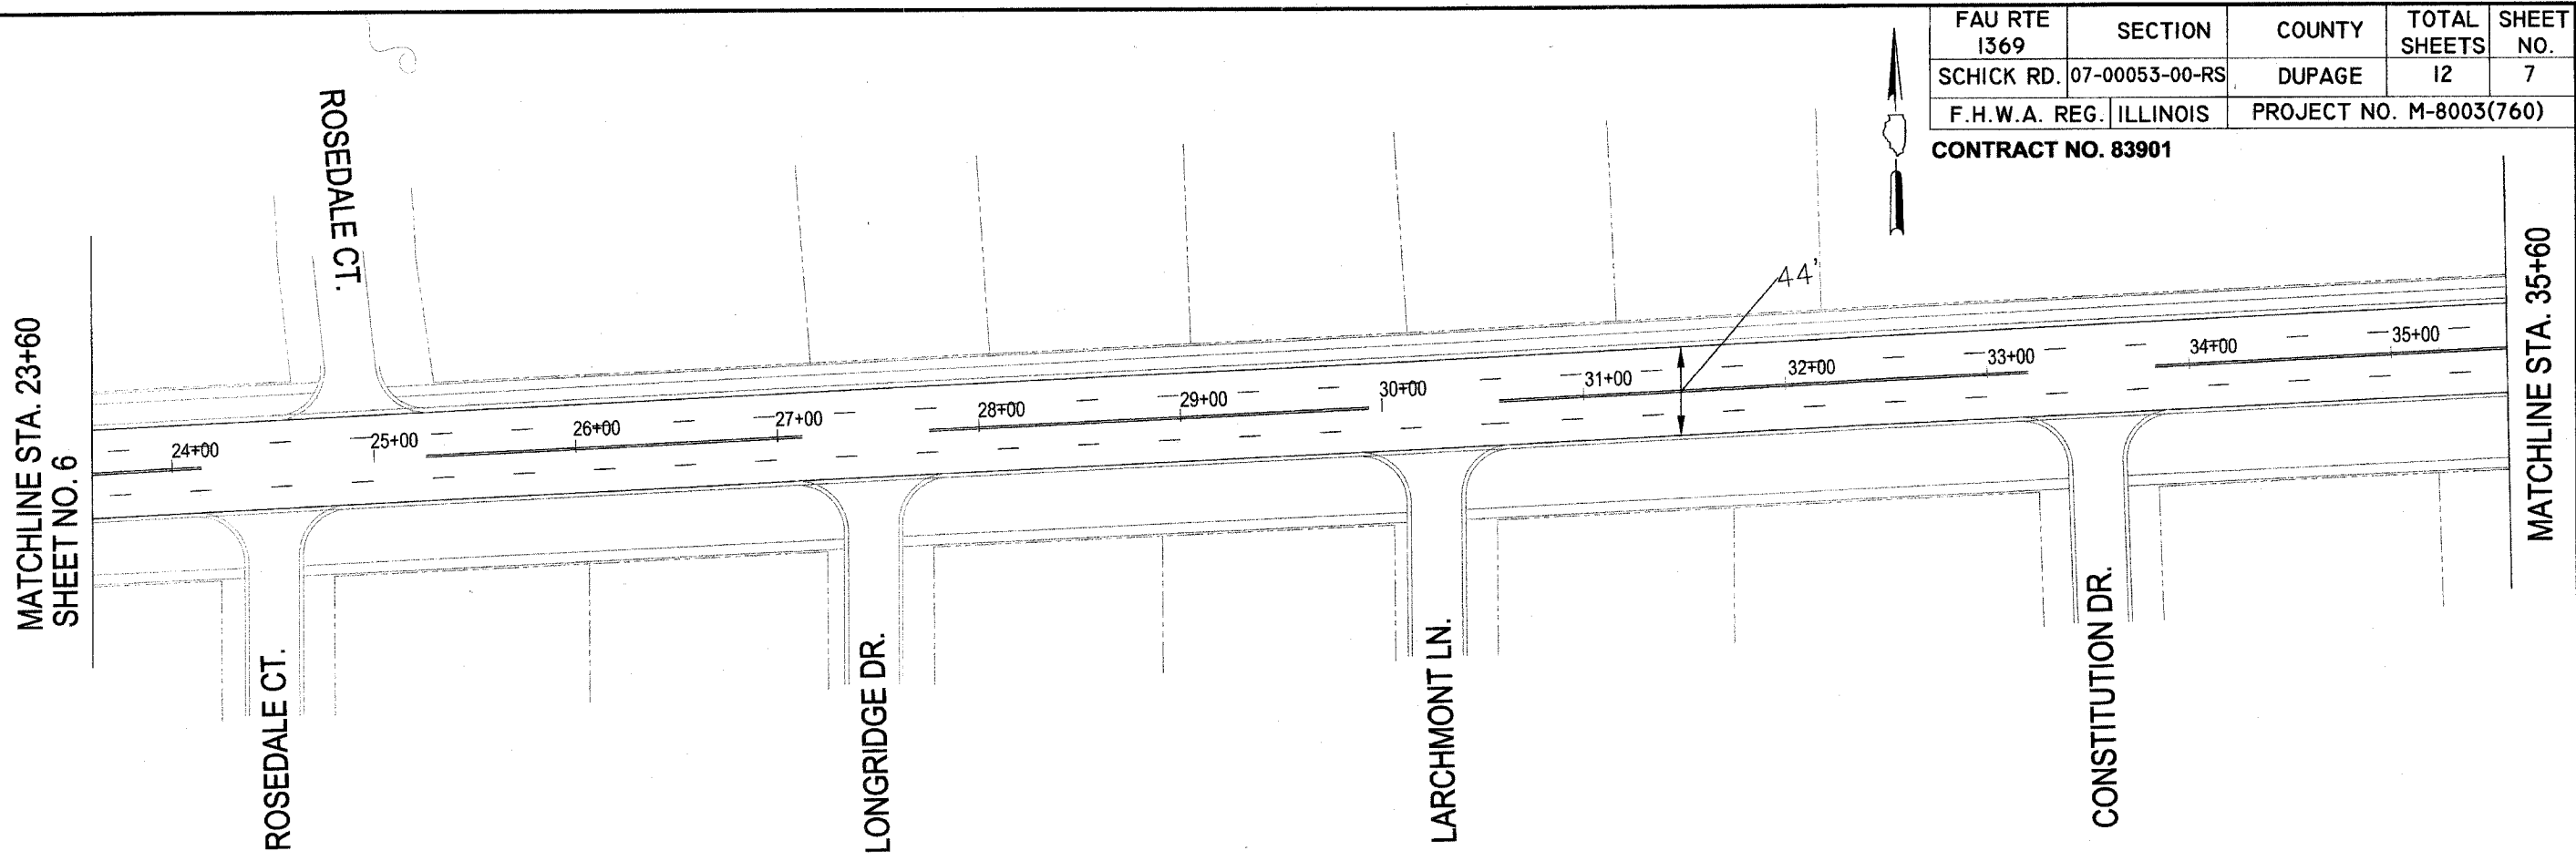 FAU RTE 1369 SECTION COUNTY TOTAL SHEETS SHEET NO.
SCHICK RD. 07-00053-00-RS DUPAGE 12 7
F.H.W.A. REG. ILLINOIS PROJECT NO. M-8003(760)
CONTRACT NO. 83901
ROSEDALE CT.
44'
MATCHLINE STA. 23+60
SHEET NO. 6
24+00
25+00
26+00
27+00
28+00
29+00
30+00
31+00
32+00
33+00
34+00
35+00
MATCHLINE STA. 35+60
ROSEDALE CT.
LONGRIDGE DR.
LARCHMONT LN.
CONSTITUTION DR.